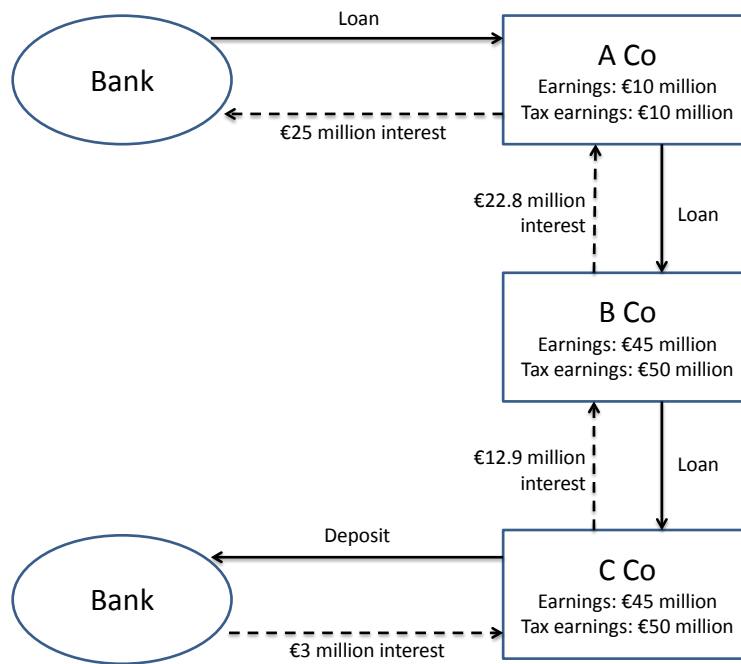 Loan
Bank
A Co
Earnings: €10 million
Tax earnings: €10 million
€25 million interest
€22.8 million
interest
Loan
B Co
Earnings: €45 million
Tax earnings: €50 million
€12.9 million
interest
Loan
Deposit
Bank
C Co
Earnings: €45 million
Tax earnings: €50 million
€3 million interest